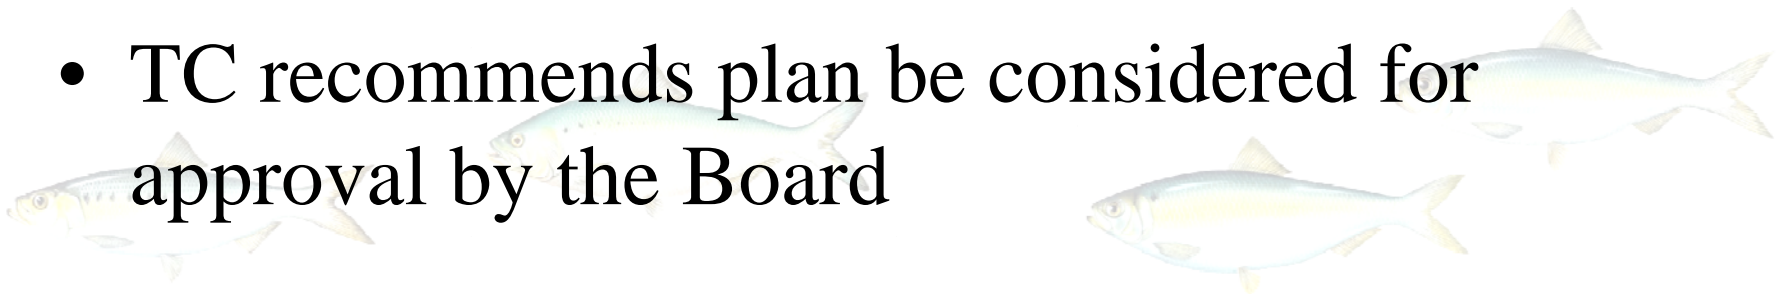 • TC recommends plan be considered for
approval by the Board